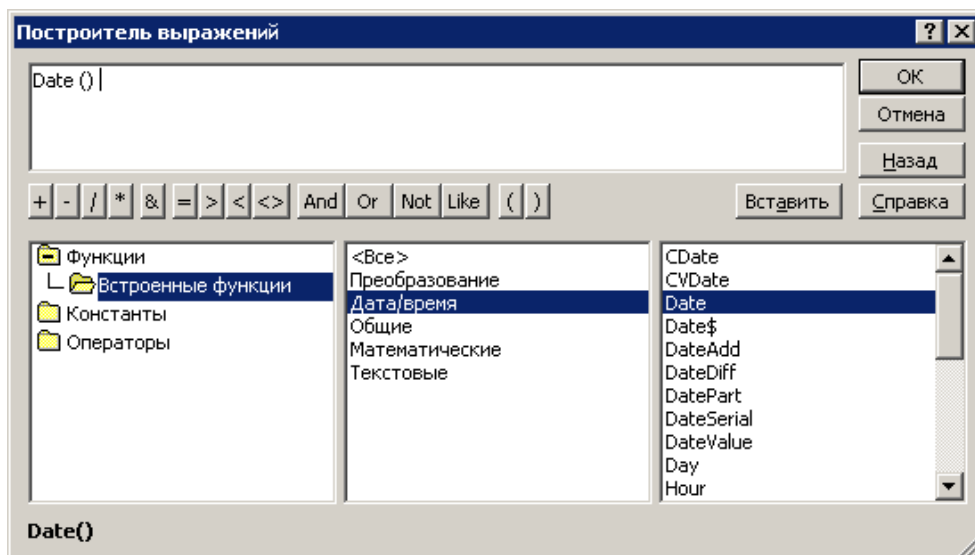 Построитель выражений
Date ()
ОК
Отмена
Назад
+ - / * & = > < <> And Or Not Like ( ) Вставить Справка
Функции
Встроенные функции
Константы
Операторы
<Все>
Преобразование
Дата/время
Общие
Математические
Текстовые
CDate
CVDate
Date
Date$
DateAdd
DateDiff
DatePart
DateSerial
DateValue
Day
Hour
Date()